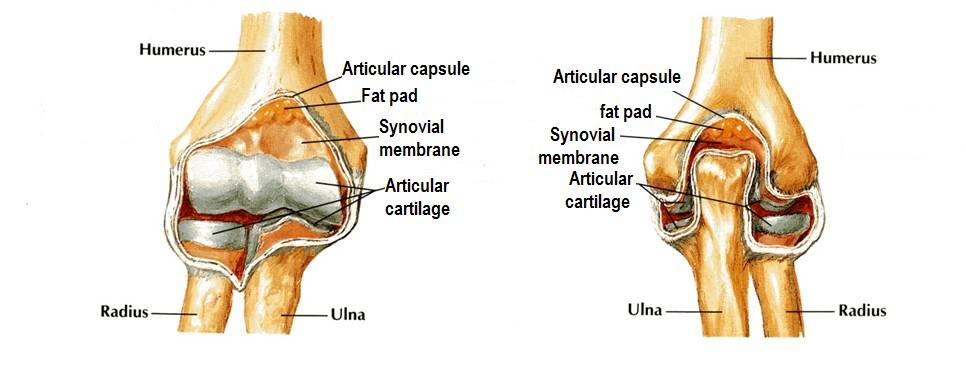 Humerus
Articular capsule
Fat pad
Synovial
membrane
Articular
cartilage
Radius
Ulna
Humerus
Articular capsule
fat pad
Synovial
membrane
Articular
cartilage
Ulna
Radius